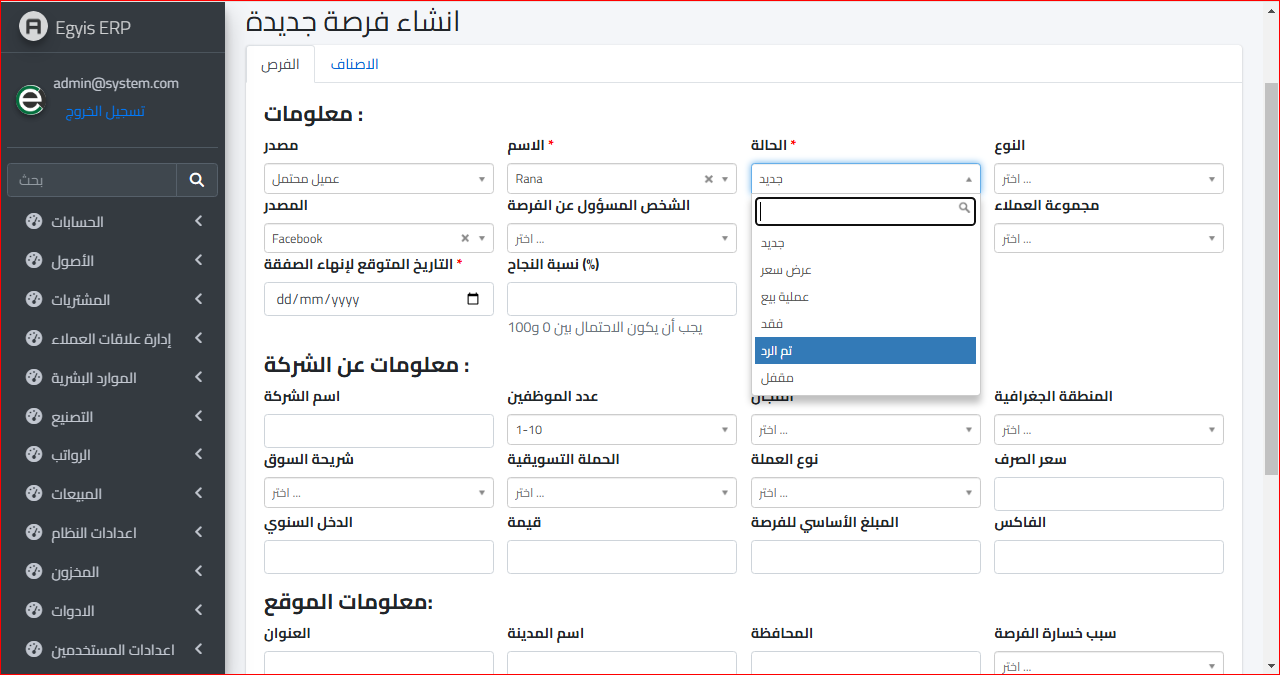 Egyis ERP
admin@system.com
تسجيل الخروج
بحث
الحسابات
الأصول
المشتريات
إدارة علاقات العملاء
الموارد البشرية
التصنيع
الرواتب
المبيعات
اعدادات النظام
المخزون
الادوات
اعدادات المستخدمين
انشاء فرصة جديدة
الفرص
الاصناف
معلومات :
مصدر
الاسم *
الحالة *
النوع
عميل محتمل
Rana
جديد
اختر ...
المصدر
الشخص المسؤول عن الفرصة
مجموعة العملاء
Facebook
اختر ...
اختر ...
جديد
عرض سعر
عملية بيع
فقد
تم الرد
مقفل
التاريخ المتوقع لإنهاء الصفقة *
نسبة النجاح (%)
dd/mm/yyyy
يجب أن يكون الاحتمال بين 0 و100
معلومات عن الشركة :
اسم الشركة
عدد الموظفين
المجال
المنطقة الجغرافية
1-10
اختر ...
اختر ...
شريحة السوق
الحملة التسويقية
نوع العملة
سعر الصرف
اختر ...
اختر ...
اختر ...
الدخل السنوي
قيمة
المبلغ الأساسي للفرصة
الفاكس
معلومات الموقع:
العنوان
اسم المدينة
المحافظة
سبب خسارة الفرصة
اختر ...